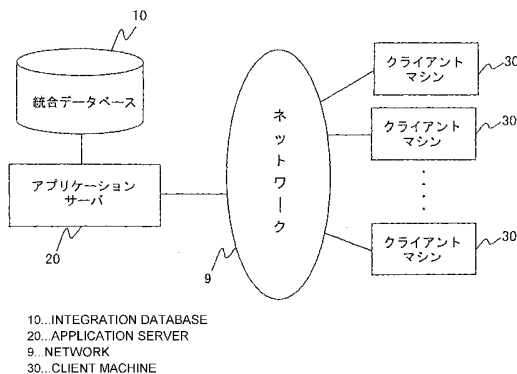 10
統合データベース
アプリケーション
サーバ
20
ネットワーク
9
クライアント
マシン
30
クライアント
マシン
30
クライアント
マシン
30
10...INTEGRATION DATABASE
20...APPLICATION SERVER
9...NETWORK
30...CLIENT MACHINE